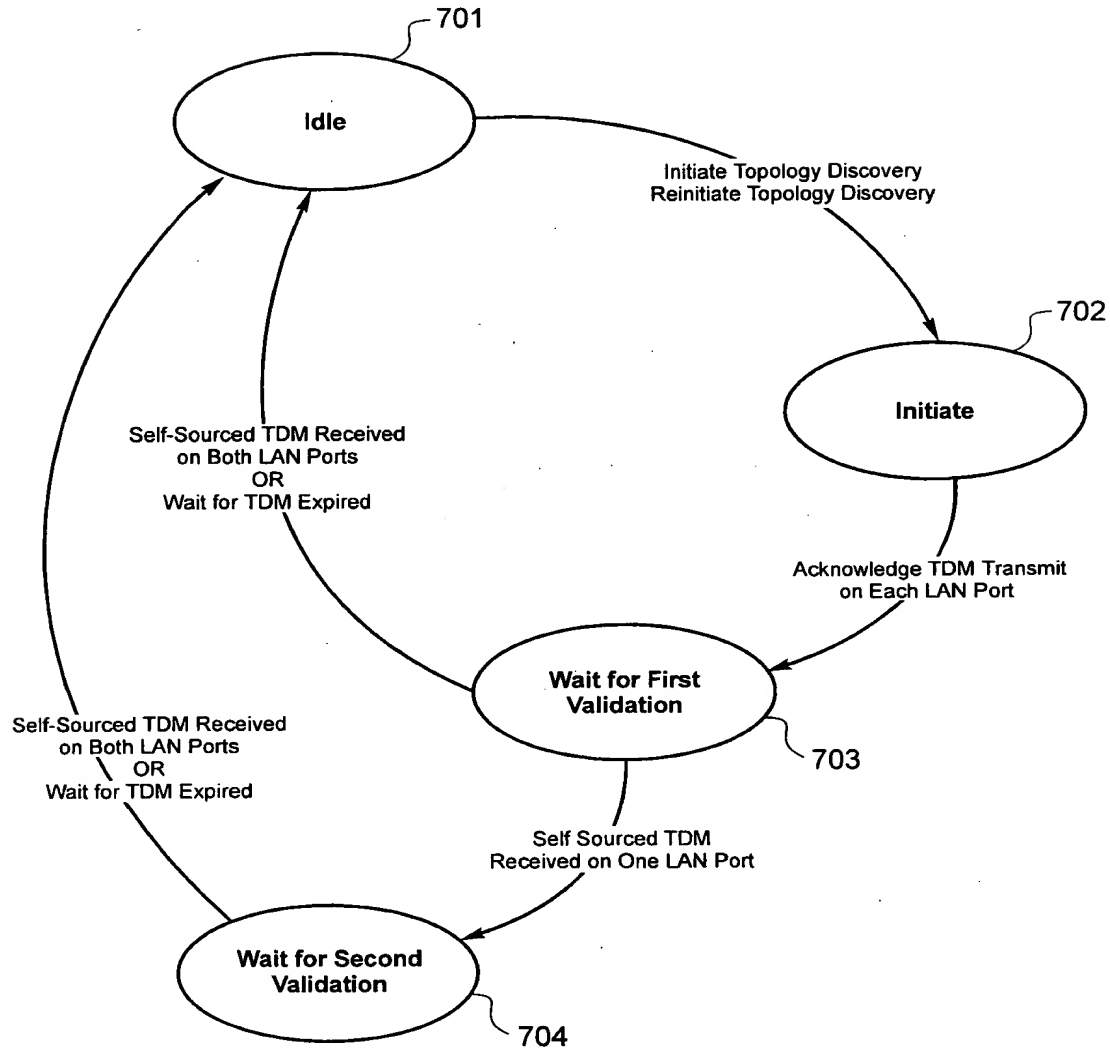 701
Idle
Initiate Topology Discovery
Reinitiate Topology Discovery
702
Initiate
Self-Sourced TDM Received
on Both LAN Ports
OR
Wait for TDM Expired
Acknowledge TDM Transmit
on Each LAN Port
Wait for First
Validation
703
Self-Sourced TDM Received
on Both LAN Ports
OR
Wait for TDM Expired
Self Sourced TDM
Received on One LAN Port
Wait for Second
Validation
704